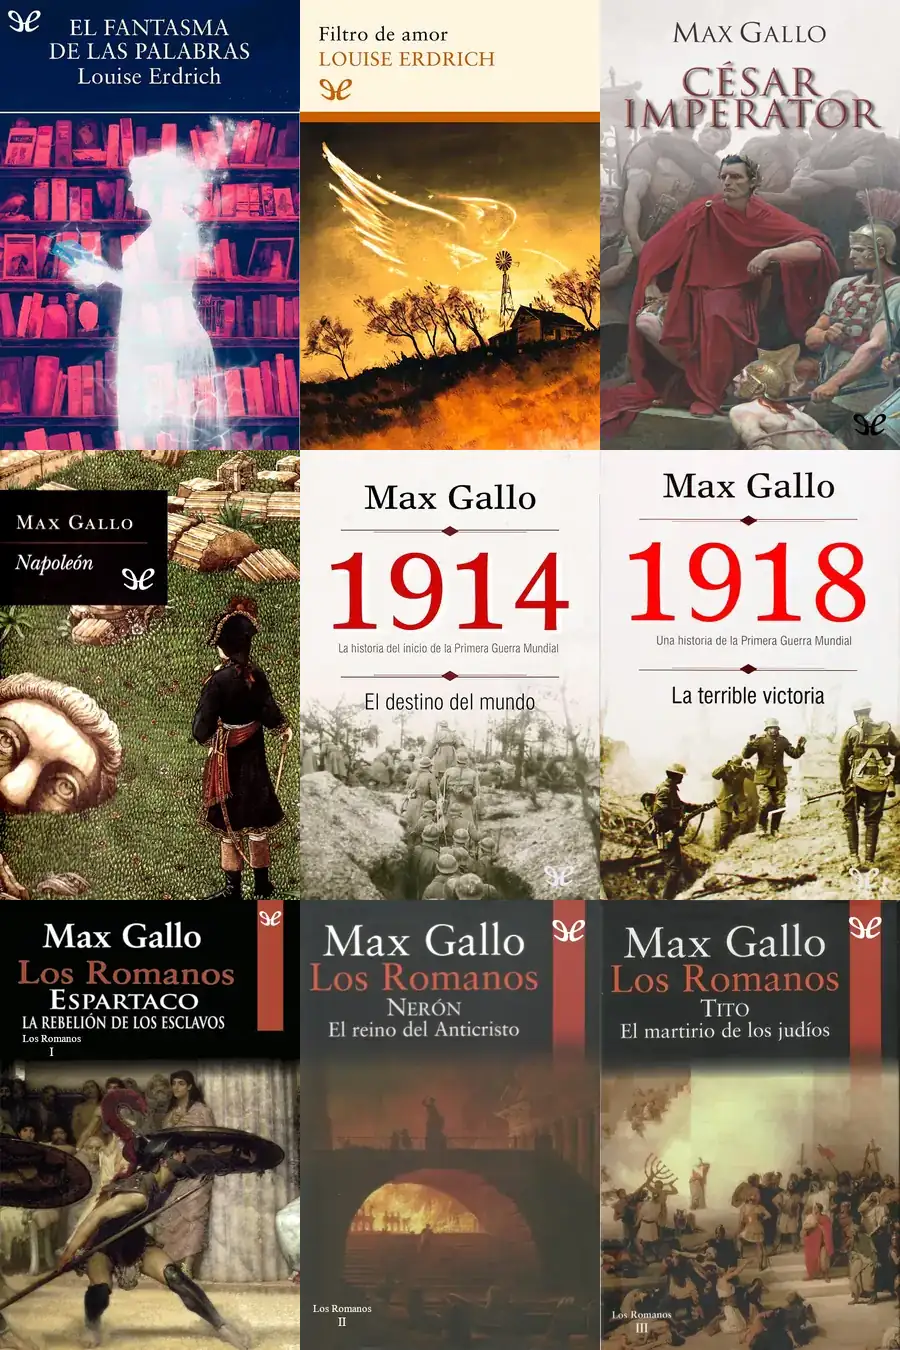 EL FANTASMA
DE LAS PALABRAS
Louise Erdrich
Filtro de amor
LOUISE ERDRICH
MAX GALLO
CÉSAR
IMPERATOR
MAX GALLO
Napoleón
Max Gallo
1914
La historia del inicio de la Primera Guerra Mundial
El destino del mundo
Max Gallo
1918
Una historia de la Primera Guerra Mundial
La terrible victoria
Max Gallo
Los Romanos
ESPARTACO
LA REBELIÓN DE LOS ESCLAVOS
Los Romanos
I
Max Gallo
Los Romanos
NERÓN
El reino del Anticristo
Los Romanos
II
Max Gallo
Los Romanos
TITO
El martirio de los judíos
Los Romanos
III